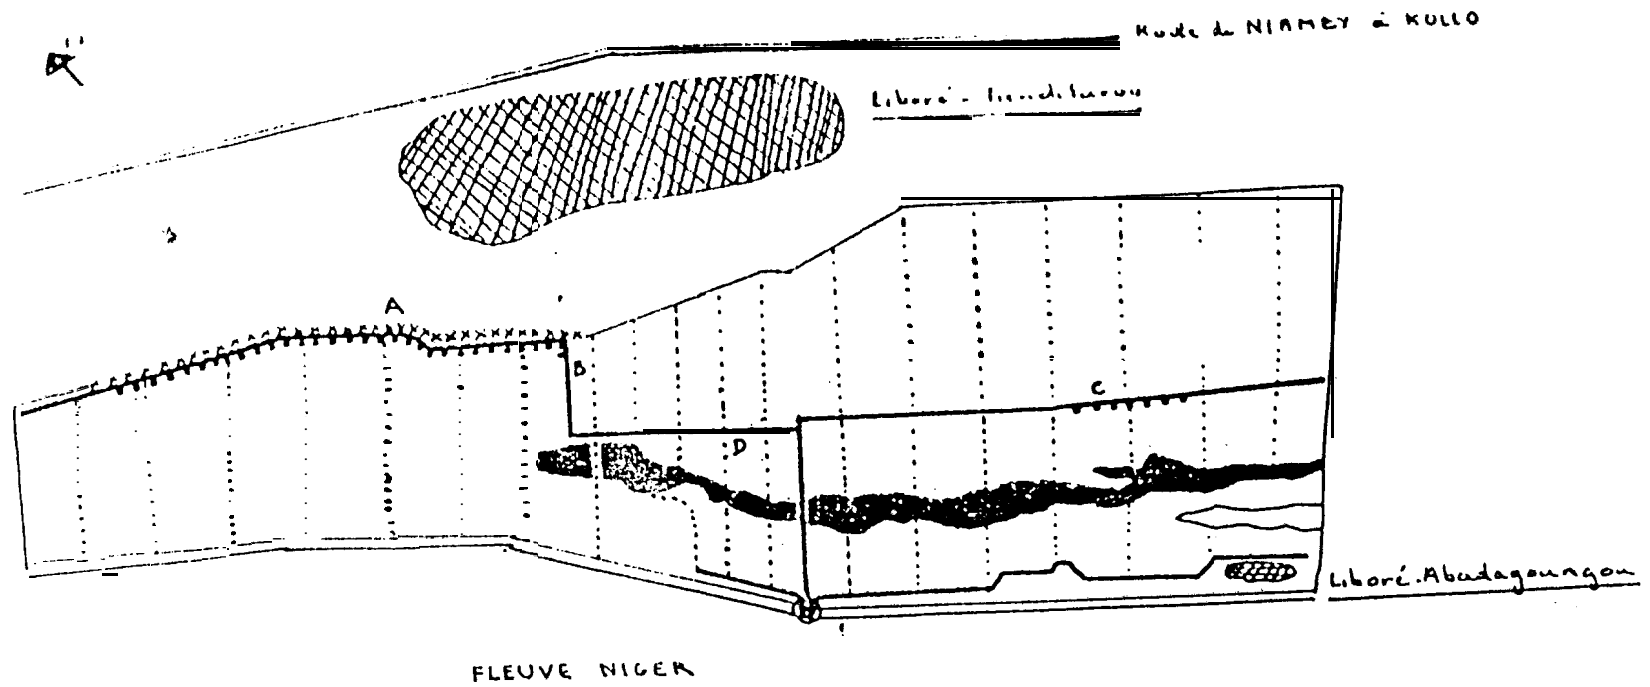 Route de NIAMEY à KOLLO
Liboré-
A
B
C
D
Liboré-Abadagoungou
FLEUVE NIGER